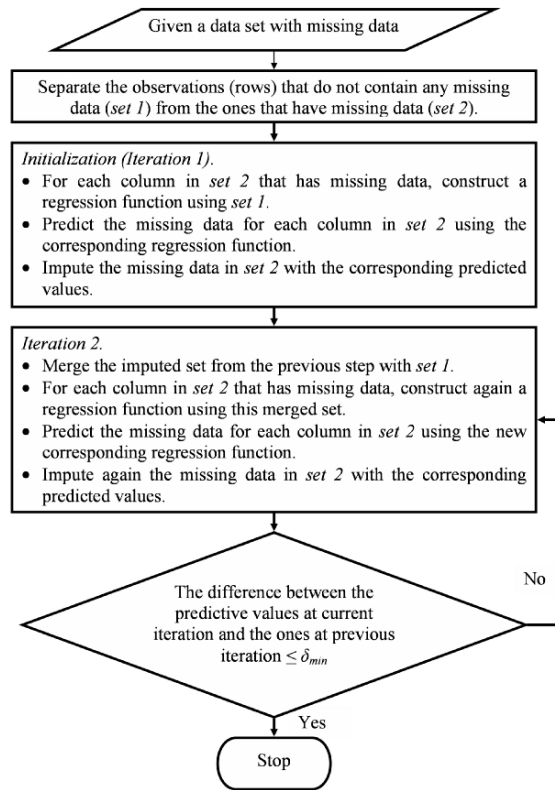 Given a data set with missing data
Separate the observations (rows) that do not contain any missing
data (set 1) from the ones that have missing data (set 2).
Initialization (Iteration 1).
• For each column in set 2 that has missing data, construct a
regression function using set 1.
• Predict the missing data for each column in set 2 using the
corresponding regression function.
• Impute the missing data in set 2 with the corresponding predicted
values.
Iteration 2.
• Merge the imputed set from the previous step with set 1.
• For each column in set 2 that has missing data, construct again a
regression function using this merged set.
• Predict the missing data for each column in set 2 using the new
corresponding regression function.
• Impute again the missing data in set 2 with the corresponding
predicted values.
The difference between the
predictive values at current
iteration and the ones at previous
iteration ≤ δmin
No
Yes
Stop